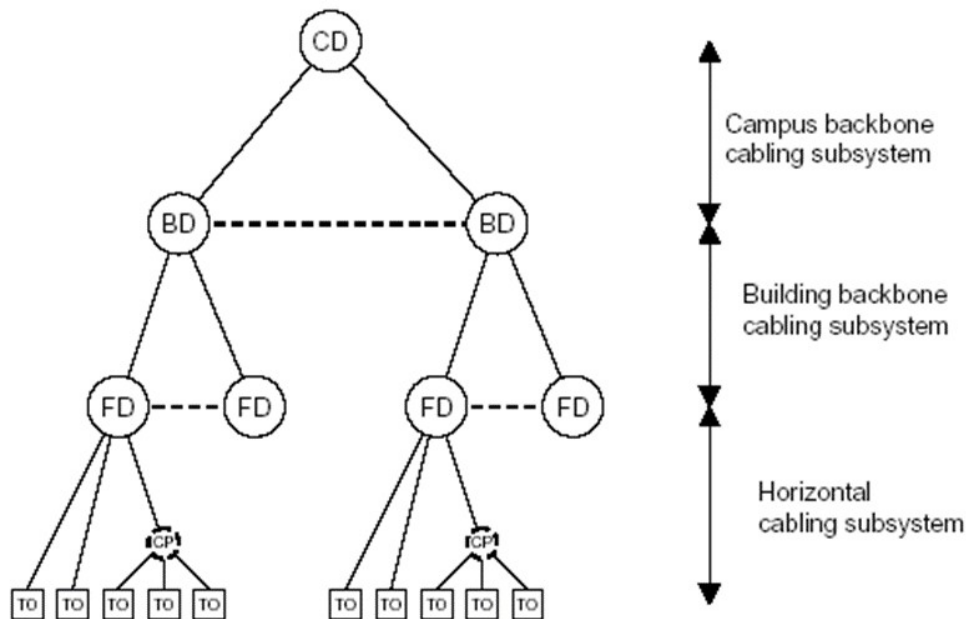 CD
Campus backbone
cabling subsystem
BD BD
Building backbone
cabling subsystem
FD FD FD FD
Horizontal
cabling subsystem
CP CP
TO TO TO TO TO TO TO TO TO TO